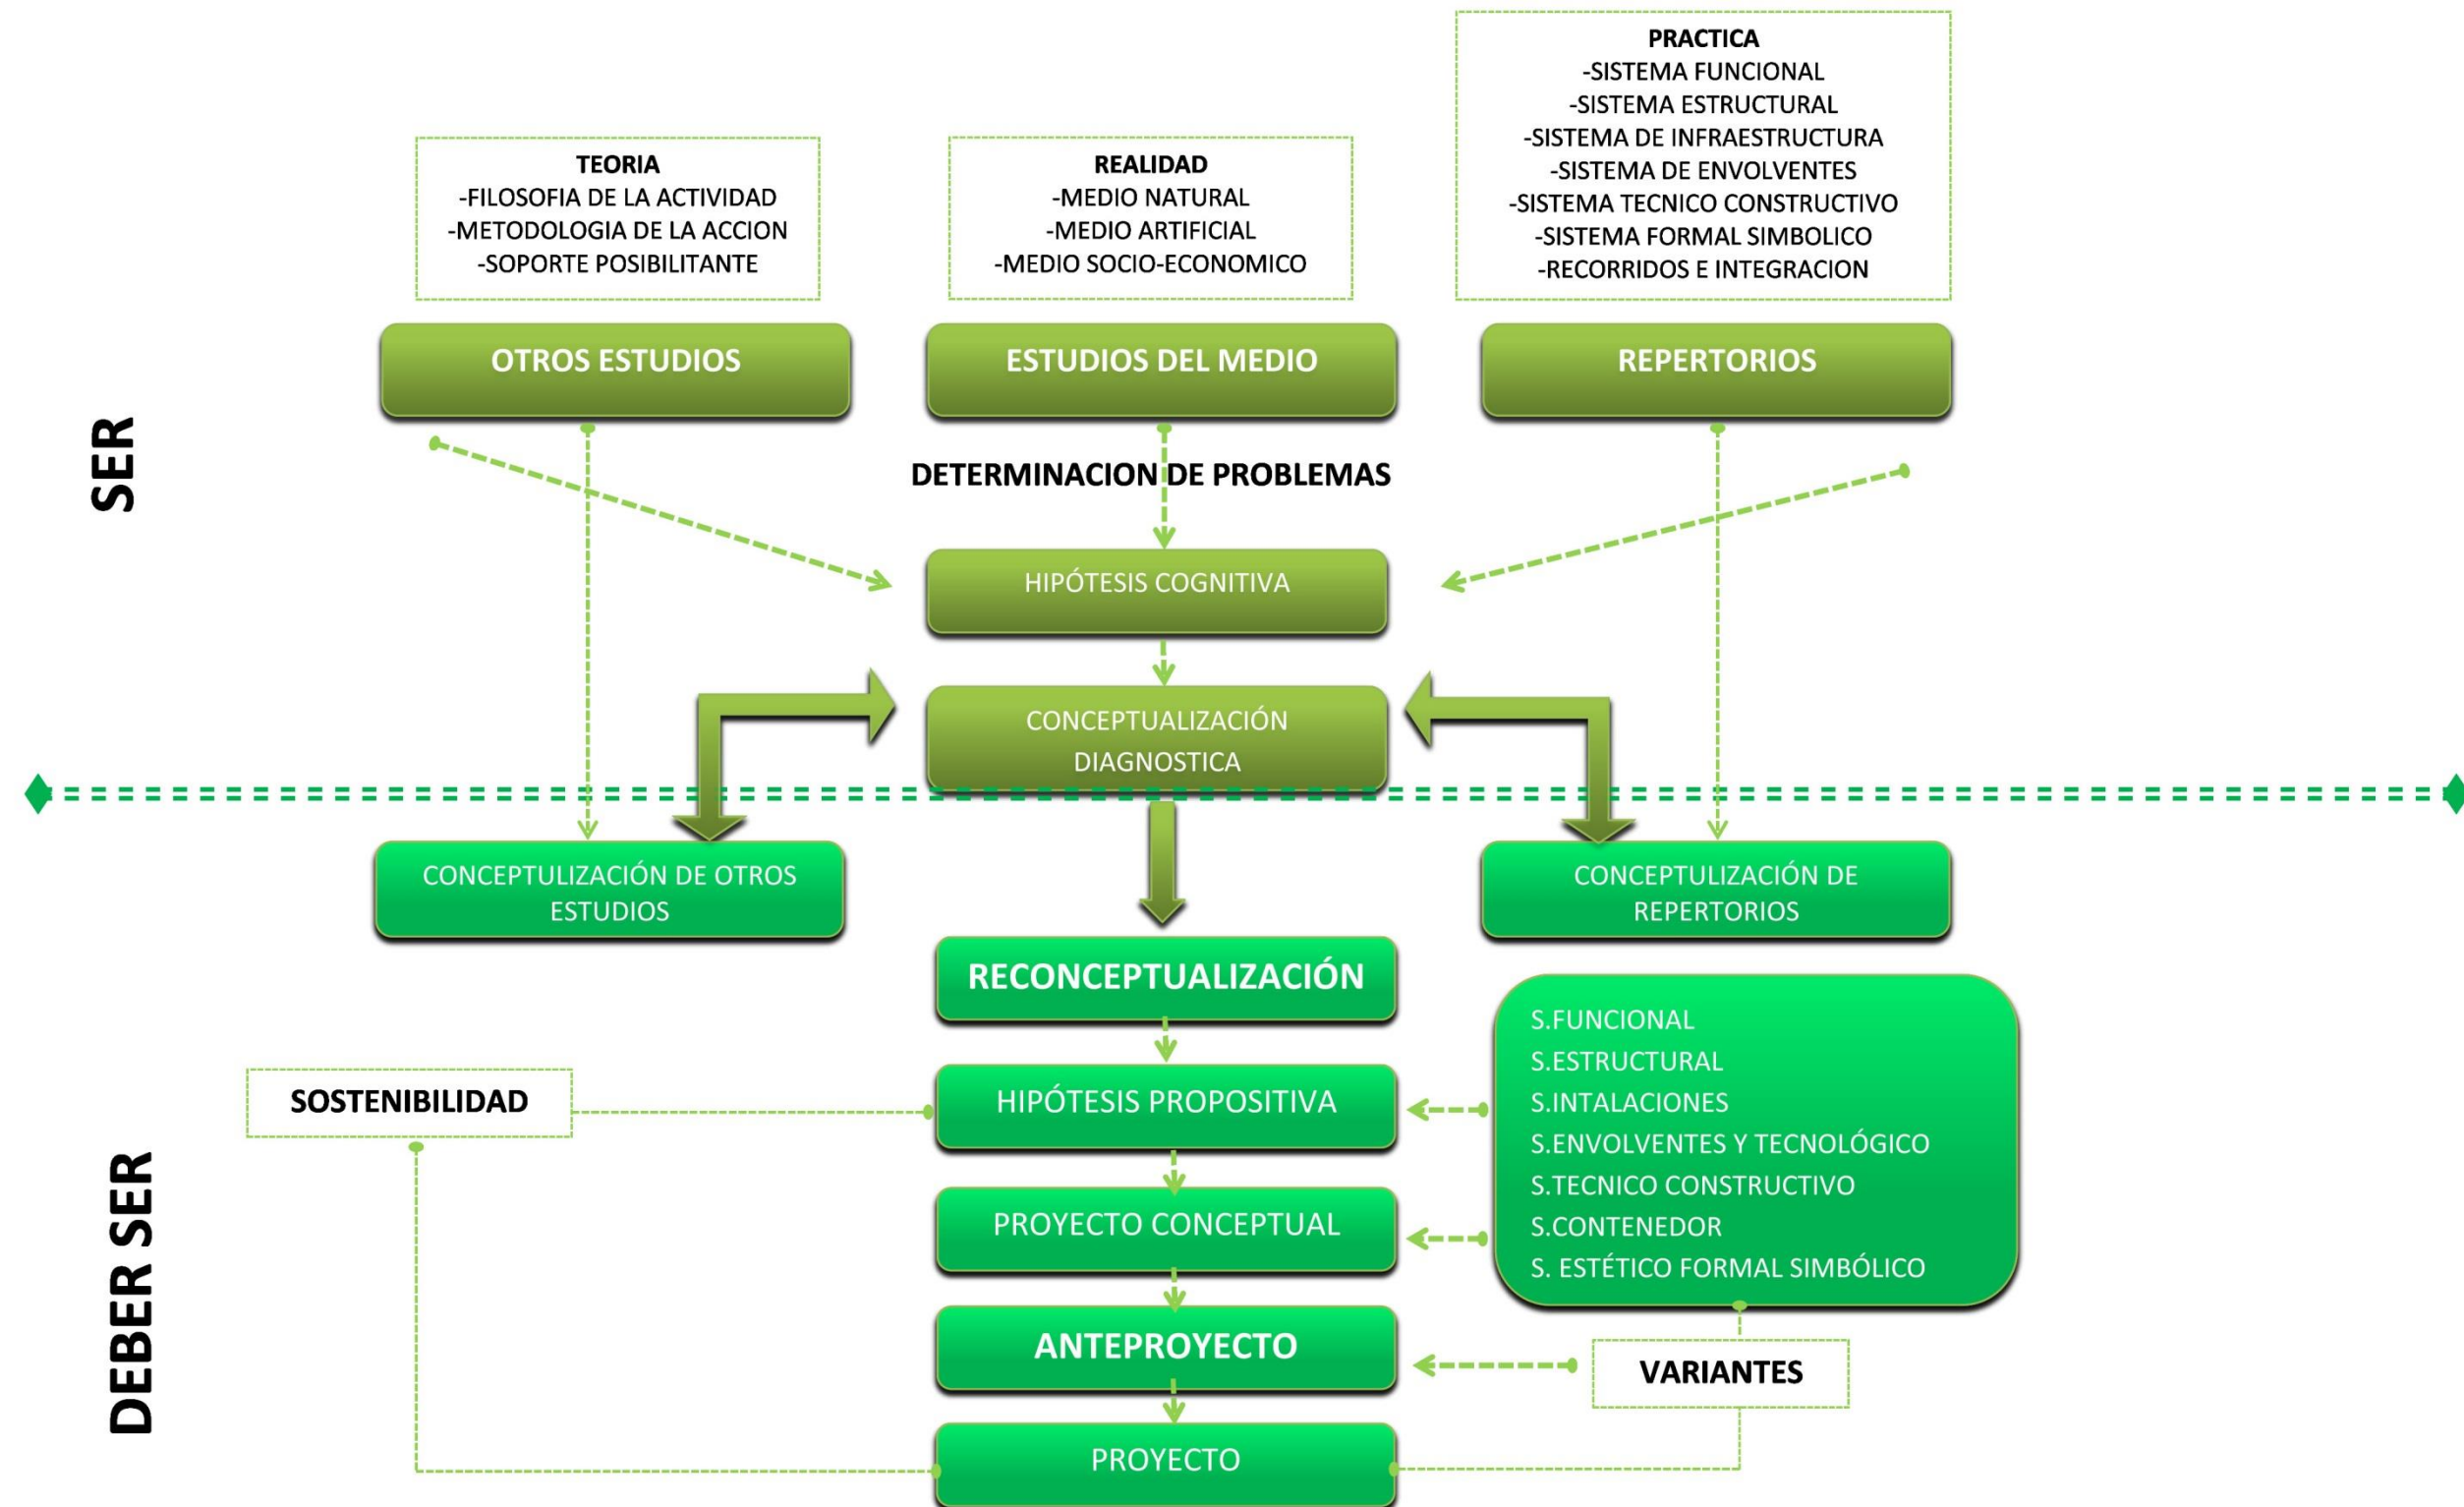 TEORIA
-FILOSOFIA DE LA ACTIVIDAD
-METODOLOGIA DE LA ACCION
-SOPORTE POSIBILITANTE
REALIDAD
-MEDIO NATURAL
-MEDIO ARTIFICIAL
-MEDIO SOCIO-ECONOMICO
PRACTICA
-SISTEMA FUNCIONAL
-SISTEMA ESTRUCTURAL
-SISTEMA DE INFRAESTRUCTURA
-SISTEMA DE ENVOLVENTES
-SISTEMA TECNICO CONSTRUCTIVO
-SISTEMA FORMAL SIMBOLICO
-RECORRIDOS E INTEGRACION
OTROS ESTUDIOS
ESTUDIOS DEL MEDIO
REPERTORIOS
SER
DETERMINACION DE PROBLEMAS
HIPÓTESIS COGNITIVA
CONCEPTUALIZACIÓN
DIAGNOSTICA
CONCEPTULIZACIÓN DE OTROS
ESTUDIOS
CONCEPTULIZACIÓN DE
REPERTORIOS
RECONCEPTUALIZACIÓN
DEBER SER
SOSTENIBILIDAD
HIPÓTESIS PROPOSITIVA
PROYECTO CONCEPTUAL
ANTEPROYECTO
PROYECTO
S.FUNCIONAL
S.ESTRUCTURAL
S.INTALACIONES
S.ENVOLVENTES Y TECNOLÓGICO
S.TECNICO CONSTRUCTIVO
S.CONTENEDOR
S. ESTÉTICO FORMAL SIMBÓLICO
VARIANTES